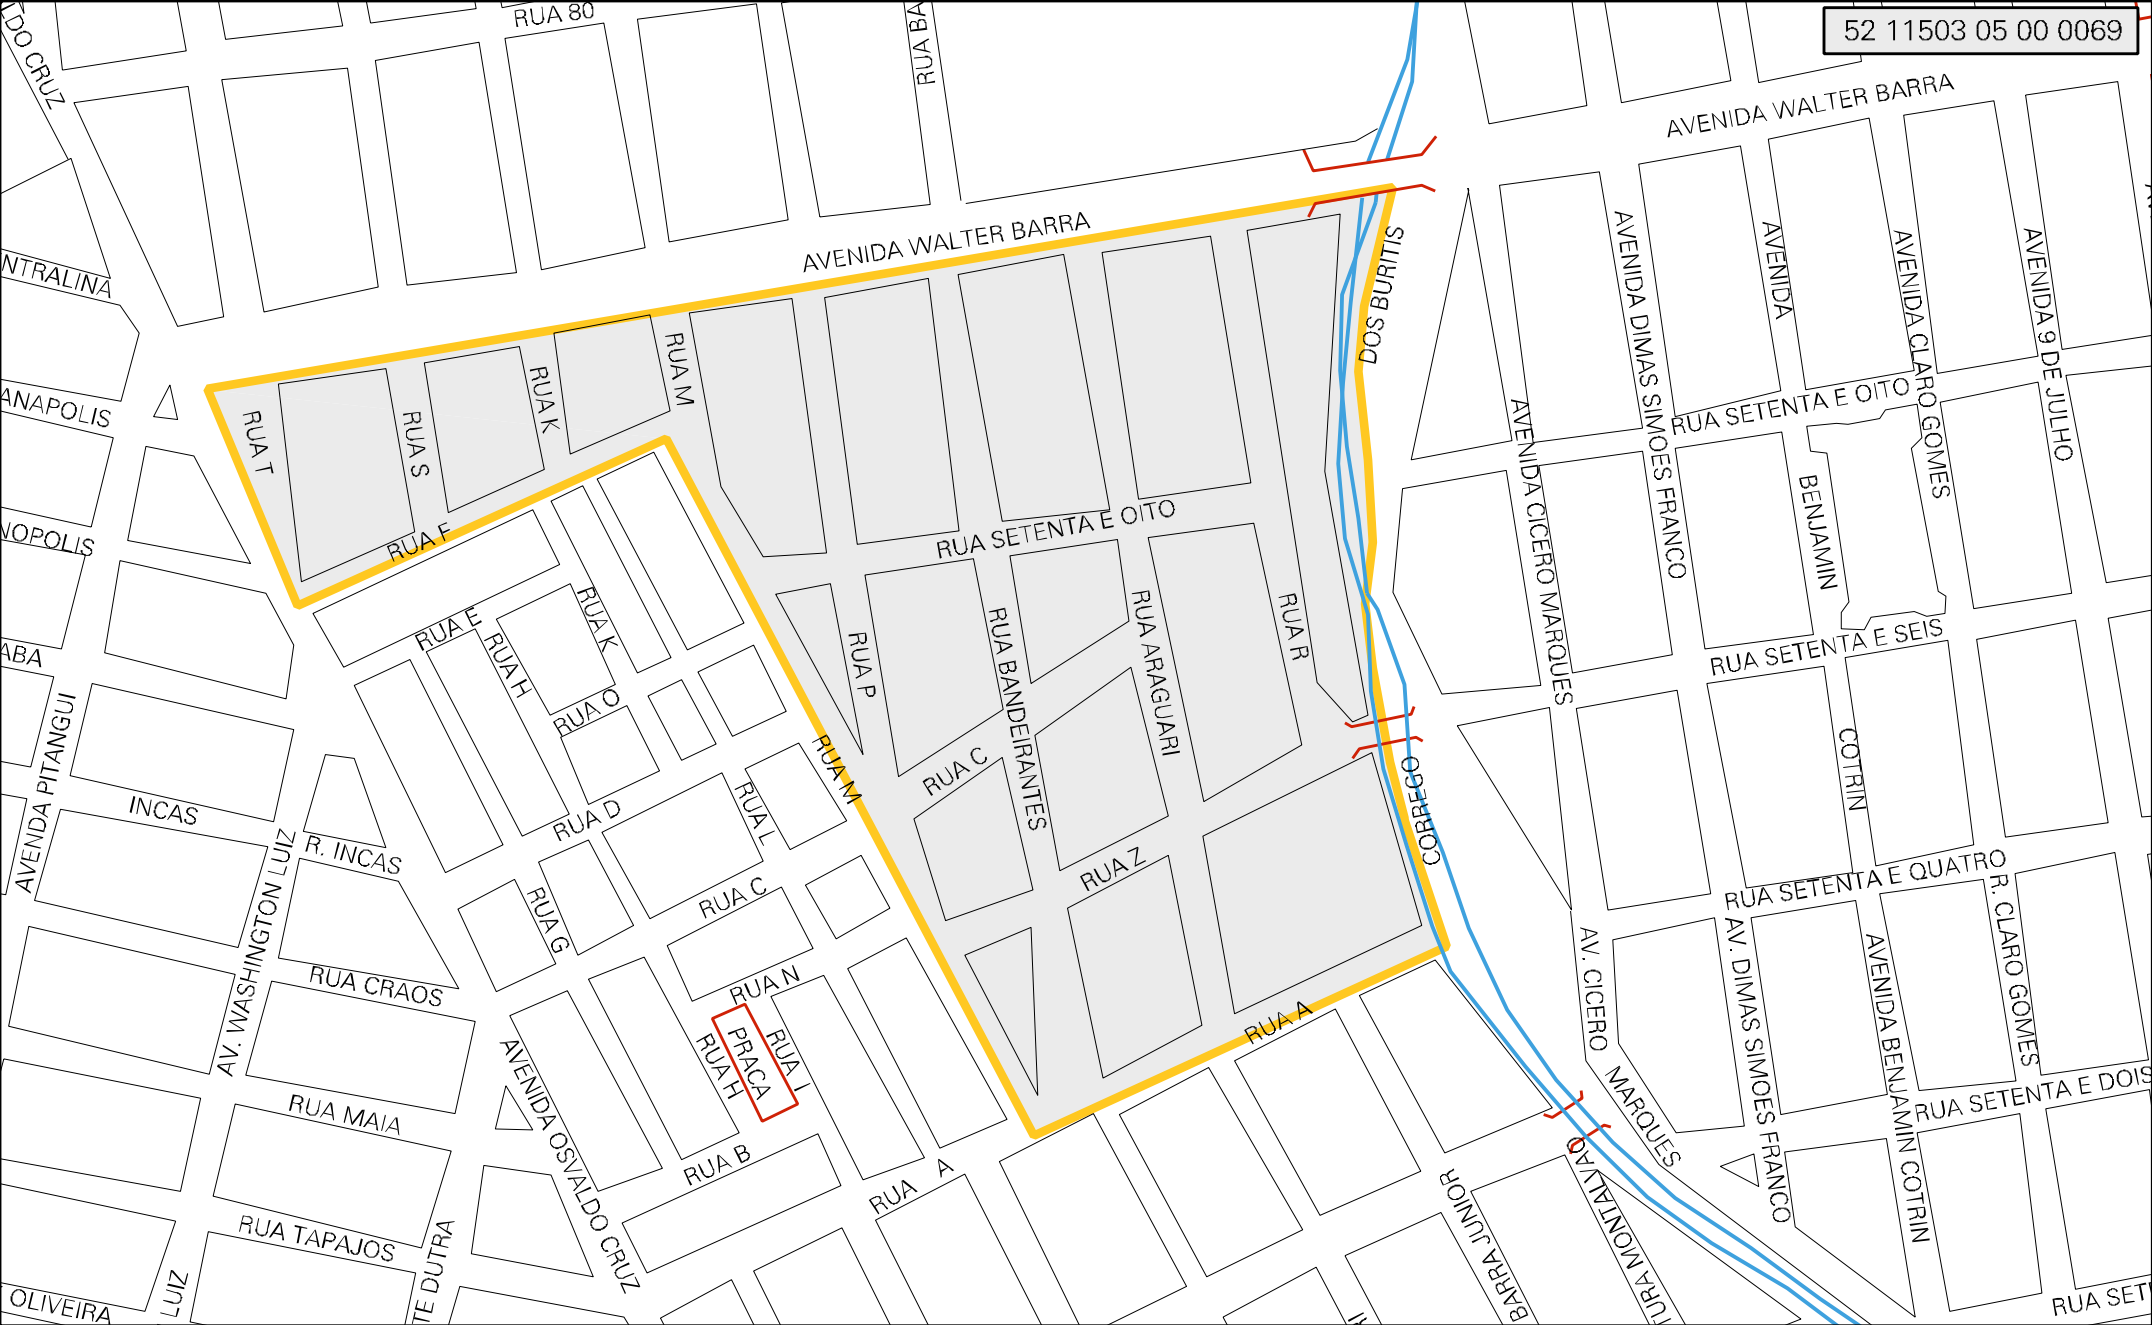 LDO CRUZ
RUA 80
RUA BA
52 11503 05 00 0069
AVENIDA WALTER BARRA
AVENIDA WALTER BARRA
NTRALINA
DOS BURITIS
AVENIDA DIMAS SIMOES FRANCO
AVENIDA
AVENIDA CLARO GOMES
AVENIDA 9 DE JULHO
ANAPOLIS
RUA T
RUA S
RUA K
RUA M
RUA SETENTA E OITO
AVENIDA CICERO MARQUES
BENJAMIN
NOPOLIS
RUA F
RUA SETENTA E OITO
RUA E
RUA H
RUA K
RUA P
RUA BANDEIRANTES
RUA ARAGUARI
RUA R
RUA SETENTA E SEIS
ABA
AVENIDA PITANGUI
RUA O
RUA M
RUA C
CORREGO
COTRIN
INCAS
R. INCAS
RUA D
RUA L
RUA Z
RUA SETENTA E QUATRO
AV. WASHINGTON LUIZ
RUA G
RUA C
R. CLARO GOMES
RUA CRAOS
RUA N
RUA A
AV. CICERO
MARQUES
AV. DIMAS SIMOES FRANCO
AVENIDA BENJAMIN COTRIN
RUA H
PRACA
RUA I
AVENIDA OSVALDO CRUZ
RUA MAIA
RUA SETENTA E DOIS
RUA B
RUA A
BARRA JUNIOR
TURA MONTALVAO
RUA TAPAJOS
TE DUTRA
LUIZ
OLIVEIRA
RUA SET